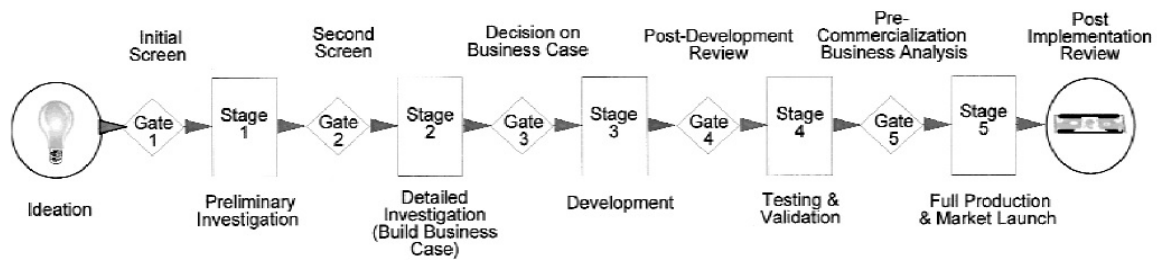 Initial
Screen
Second
Screen
Decision on
Business Case
Post-Development
Review
Pre-
Commercialization
Business Analysis
Post
Implementation
Review
Gate
1
Stage
1
Gate
2
Stage
2
Gate
3
Stage
3
Gate
4
Stage
4
Gate
5
Stage
5
Ideation
Preliminary
Investigation
Detailed
Investigation
(Build Business
Case)
Development
Testing &
Validation
Full Production
& Market Launch